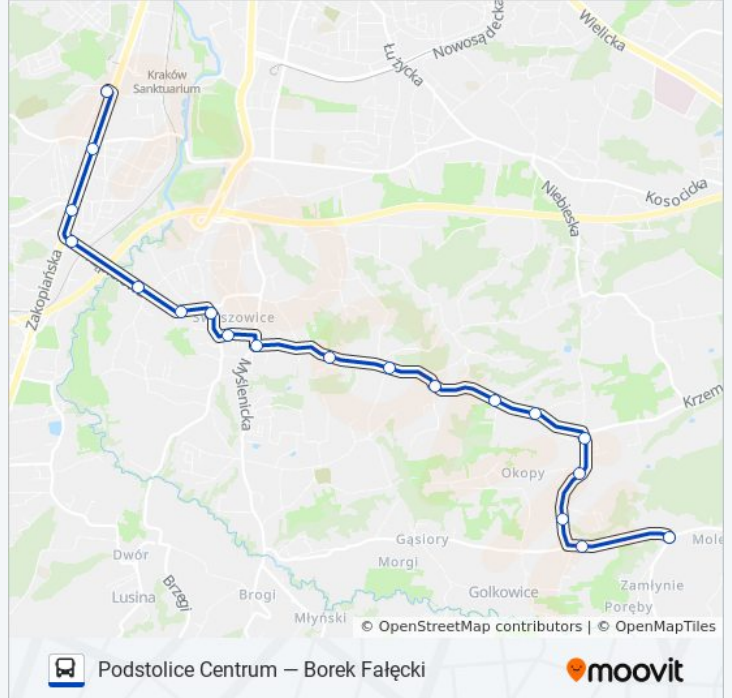 Wielicka
Nowosądecka
Łużycka
Kraków
Sanktuarium
Niebieska
Kosocicka
Zakopiańska
Swoszowice
Myślenicka
Krzem
Okopy
Gąsiory
Mole
Dwór
Morgi
Zamłynie
Brzegi
Lusina
Brogi
Golkowice
Poręby
Młyński
© OpenStreetMap contributors | © OpenMapTiles
Podstolice Centrum — Borek Fałęcki
moovit